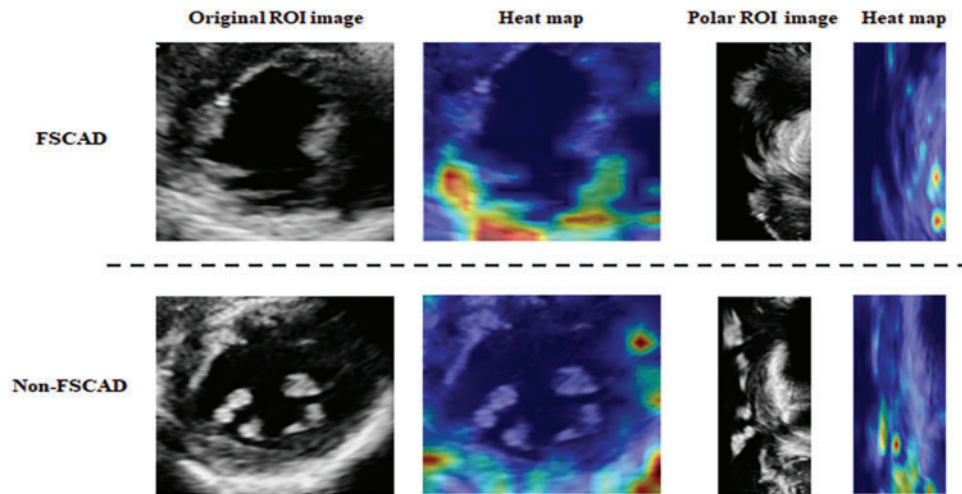 Original ROI image
Heat map
Polar ROI image
Heat map
FSCAD
Non-FSCAD